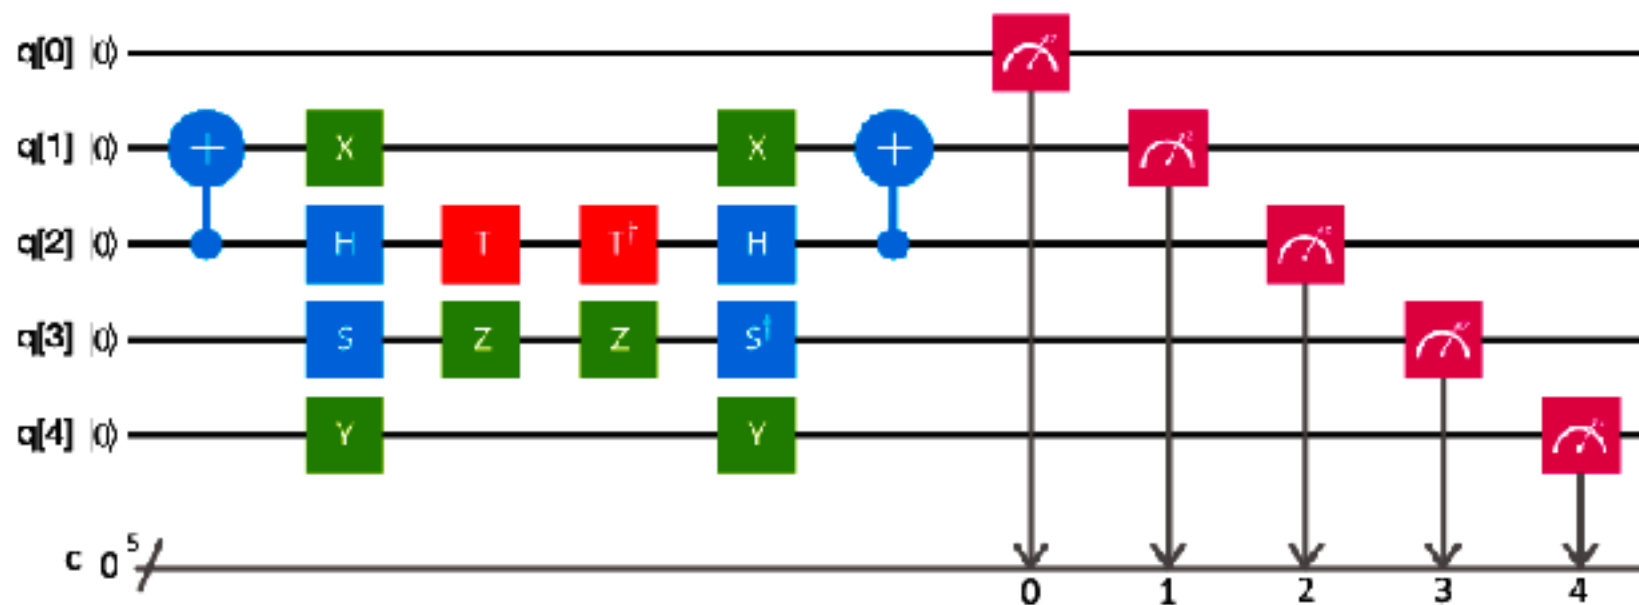 q[0] |0⟩
q[1] |0⟩ + X X +
q[2] |0⟩ H T T† H
q[3] |0⟩ S Z Z S†
q[4] |0⟩ Y Y
c 0 5
0 1 2 3 4